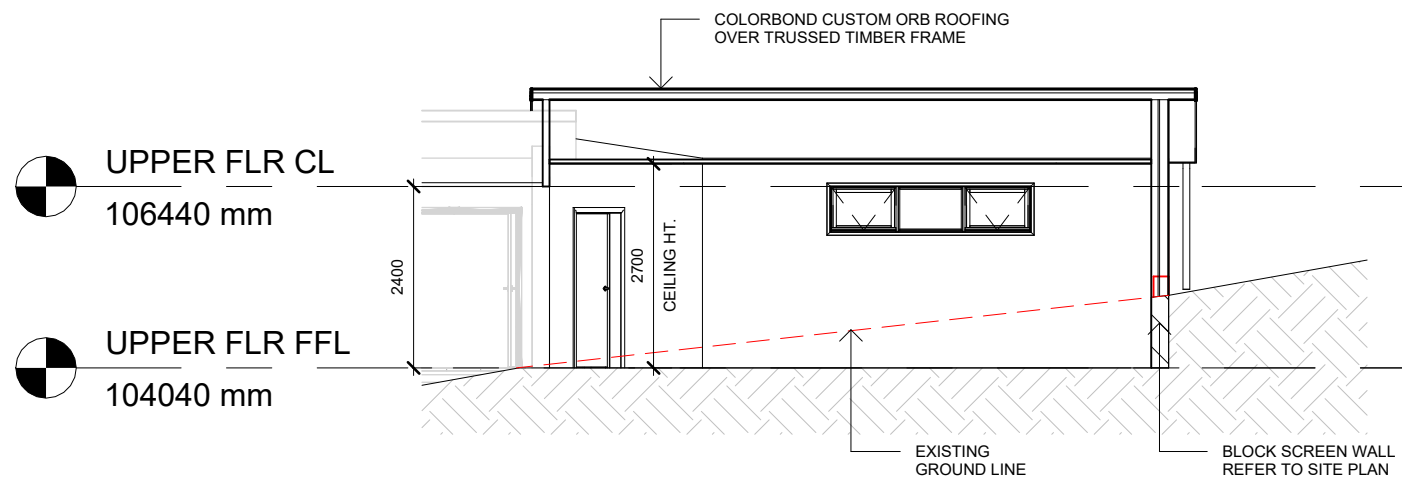 COLORBOND CUSTOM ORB ROOFING
OVER TRUSSED TIMBER FRAME
UPPER FLR CL
106440 mm
2400
2700
CEILING HT.
UPPER FLR FFL
104040 mm
EXISTING
GROUND LINE
BLOCK SCREEN WALL
REFER TO SITE PLAN